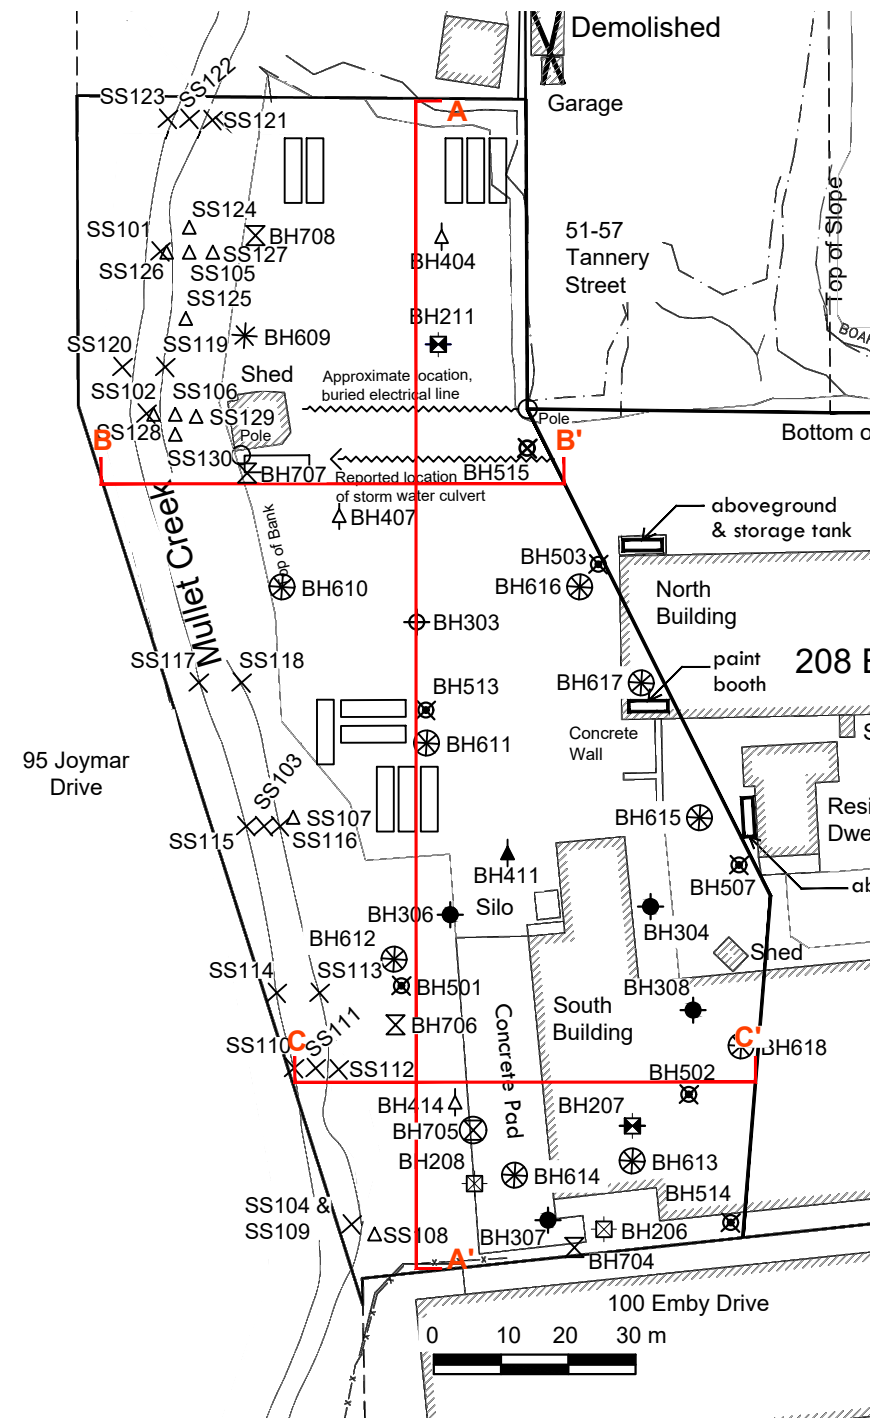 Demolished
Garage
SS123
SS122
SS121
A
SS124
SS101
BH708
SS127
SS126
SS105
BH404
51-57
Tannery
Street
Top of Slope
SS125
BH211
BH609
SS120
SS119
Shed
Approximate location,
buried electrical line
SS102
SS106
SS129
Pole
SS128
Pole
Bottom o
B
B'
SS130
BH707
BH515
Reported location
of storm water culvert
aboveground
& storage tank
BH407
Mullet Creek
Top of Bank
BH503
BH610
BH616
North
Building
BH303
SS117
SS118
BH617
paint
booth
208 E
BH513
Concrete
Wall
BH611
95 Joymar
Drive
SS103
SS107
SS115
SS116
BH615
Resi
Dwe
BH411
BH507
ab
BH306
Silo
BH304
BH612
Shed
SS114
SS113
BH501
BH308
South
Building
BH706
Concrete Pad
C
C'
SS110
SS111
SS112
BH618
BH502
BH414
BH207
BH705
BH208
BH614
BH613
BH514
SS104 &
SS109
SS108
BH307
BH206
A'
BH704
100 Emby Drive
0 10 20 30 m